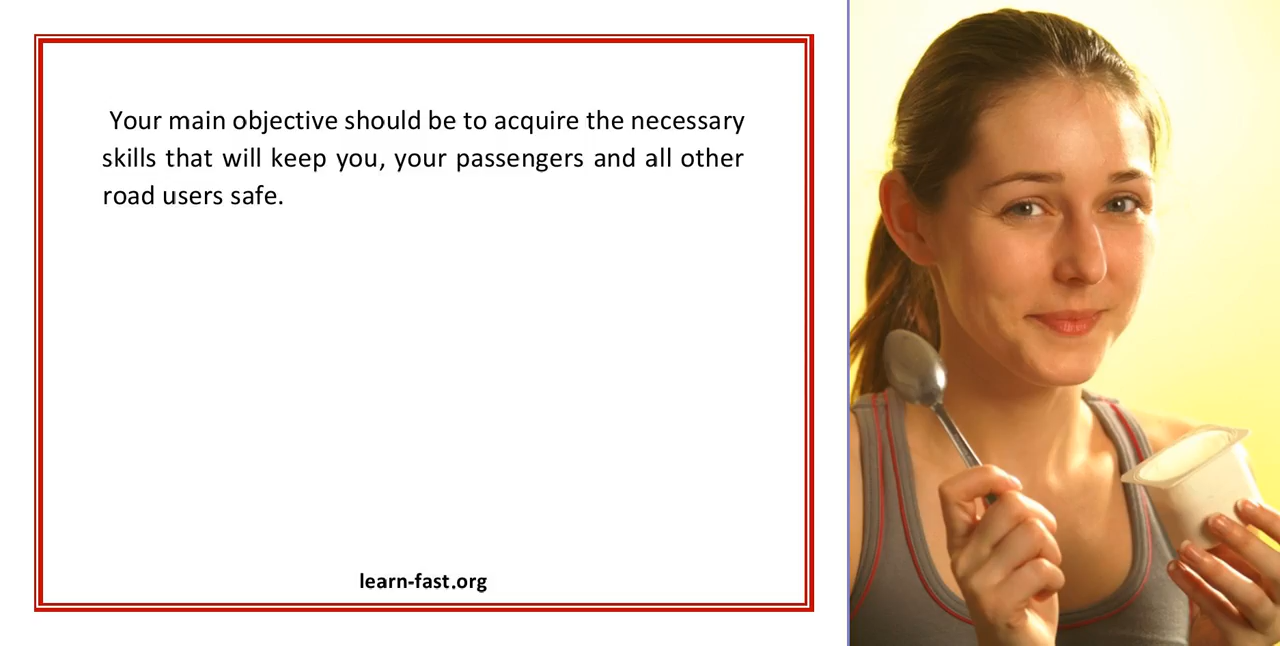 Your main objective should be to acquire the necessary
skills that will keep you, your passengers and all other
road users safe.
learn-fast.org